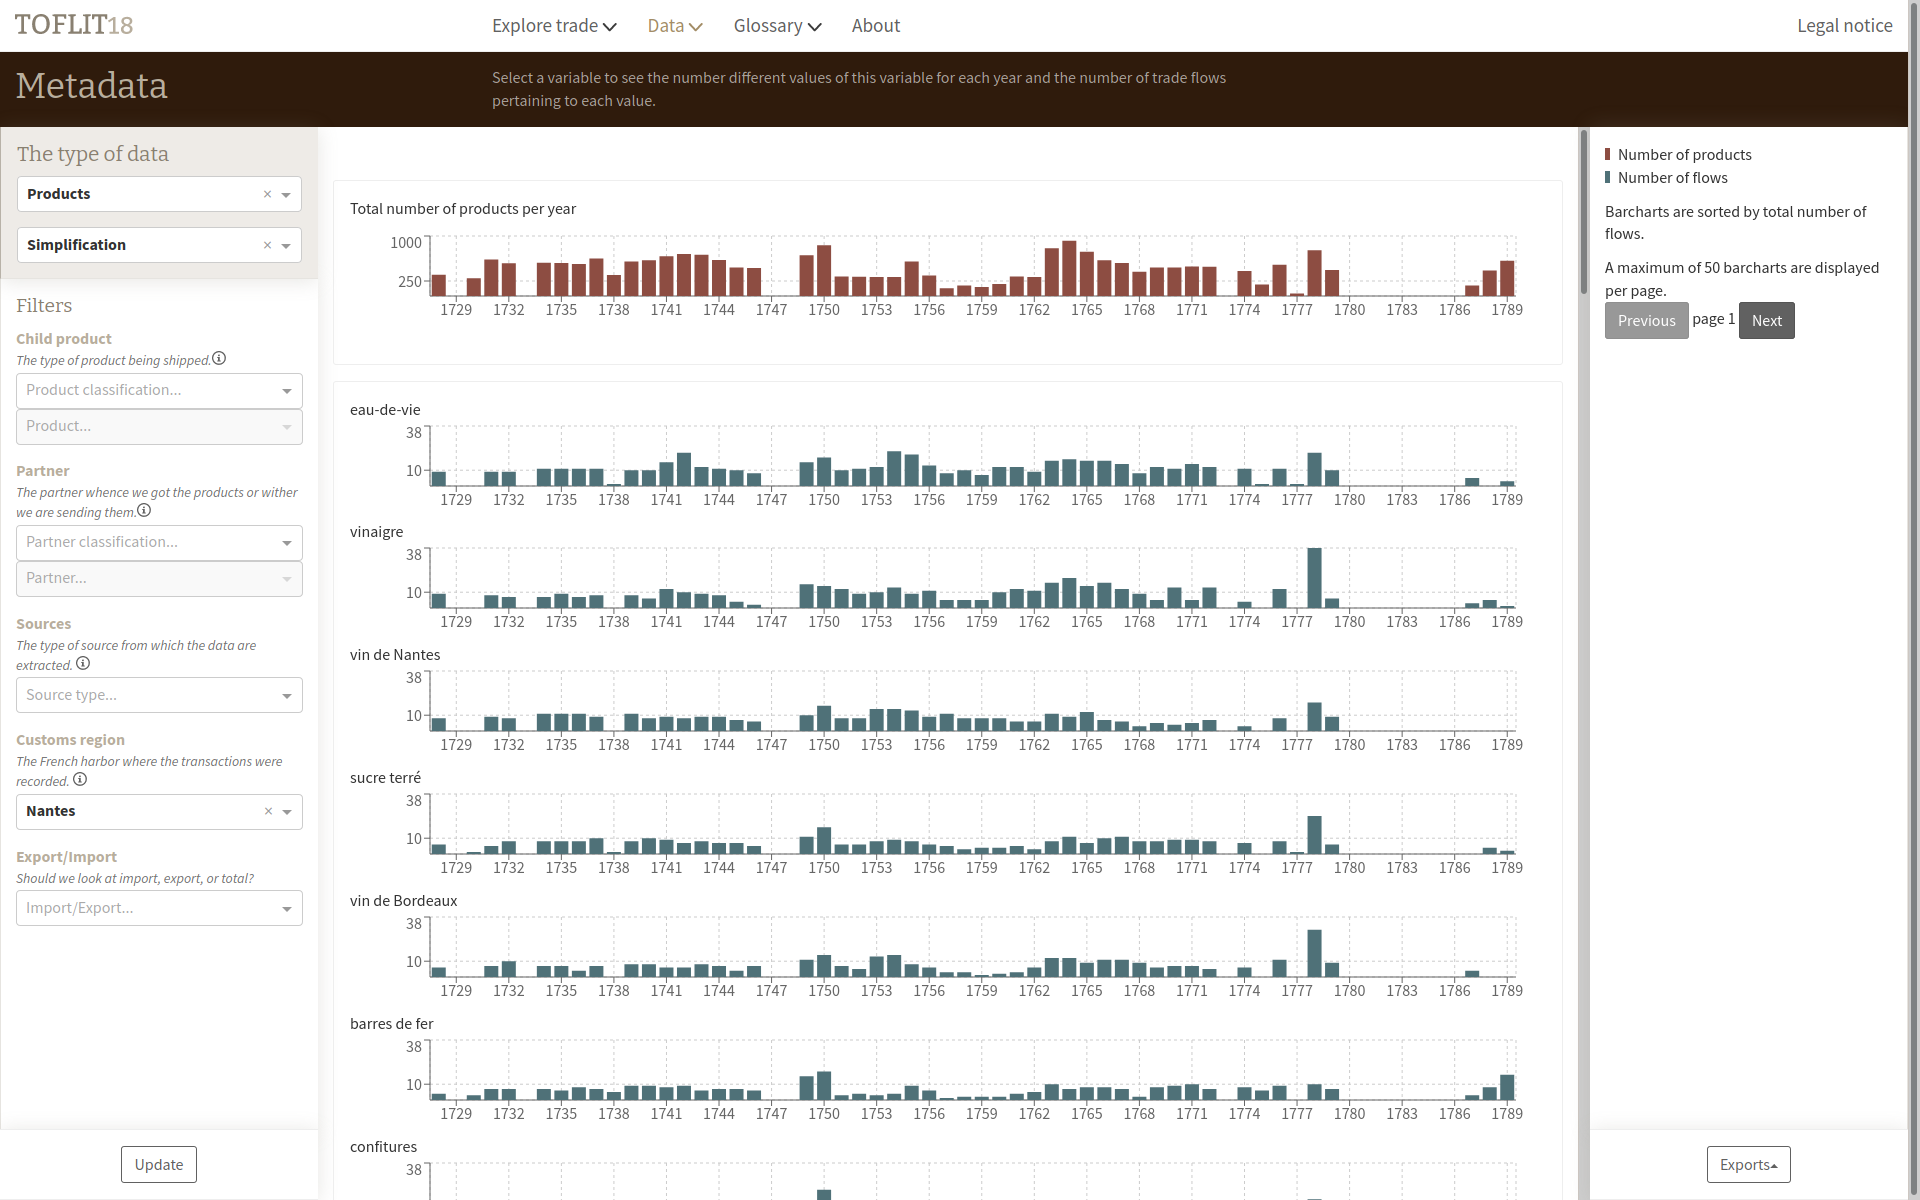 TOFLIT18
Explore trade
Data
Glossary
About
Legal notice
Metadata
Select a variable to see the number different values of this variable for each year and the number of trade flows
pertaining to each value.
The type of data
Products ×
Simplification ×
Filters
Child product
The type of product being shipped.
Product classification...
Product...
Partner
The partner whence we got the products or wither
we are sending them.
Partner classification...
Partner...
Sources
The type of source from which the data are
extracted.
Source type...
Customs region
The French harbor where the transactions were
recorded.
Nantes ×
Export/Import
Should we look at import, export, or total?
Import/Export...
Update
Total number of products per year
1000
250
1729 1732 1735 1738 1741 1744 1747 1750 1753 1756 1759 1762 1765 1768 1771 1774 1777 1780 1783 1786 1789
eau-de-vie
38
10
1729 1732 1735 1738 1741 1744 1747 1750 1753 1756 1759 1762 1765 1768 1771 1774 1777 1780 1783 1786 1789
vinaigre
38
10
1729 1732 1735 1738 1741 1744 1747 1750 1753 1756 1759 1762 1765 1768 1771 1774 1777 1780 1783 1786 1789
vin de Nantes
38
10
1729 1732 1735 1738 1741 1744 1747 1750 1753 1756 1759 1762 1765 1768 1771 1774 1777 1780 1783 1786 1789
sucre terré
38
10
1729 1732 1735 1738 1741 1744 1747 1750 1753 1756 1759 1762 1765 1768 1771 1774 1777 1780 1783 1786 1789
vin de Bordeaux
38
10
1729 1732 1735 1738 1741 1744 1747 1750 1753 1756 1759 1762 1765 1768 1771 1774 1777 1780 1783 1786 1789
barres de fer
38
10
1729 1732 1735 1738 1741 1744 1747 1750 1753 1756 1759 1762 1765 1768 1771 1774 1777 1780 1783 1786 1789
confitures
38
Number of products
Number of flows
Barcharts are sorted by total number of
flows.
A maximum of 50 barcharts are displayed
per page.
Previous page 1 Next
Exports